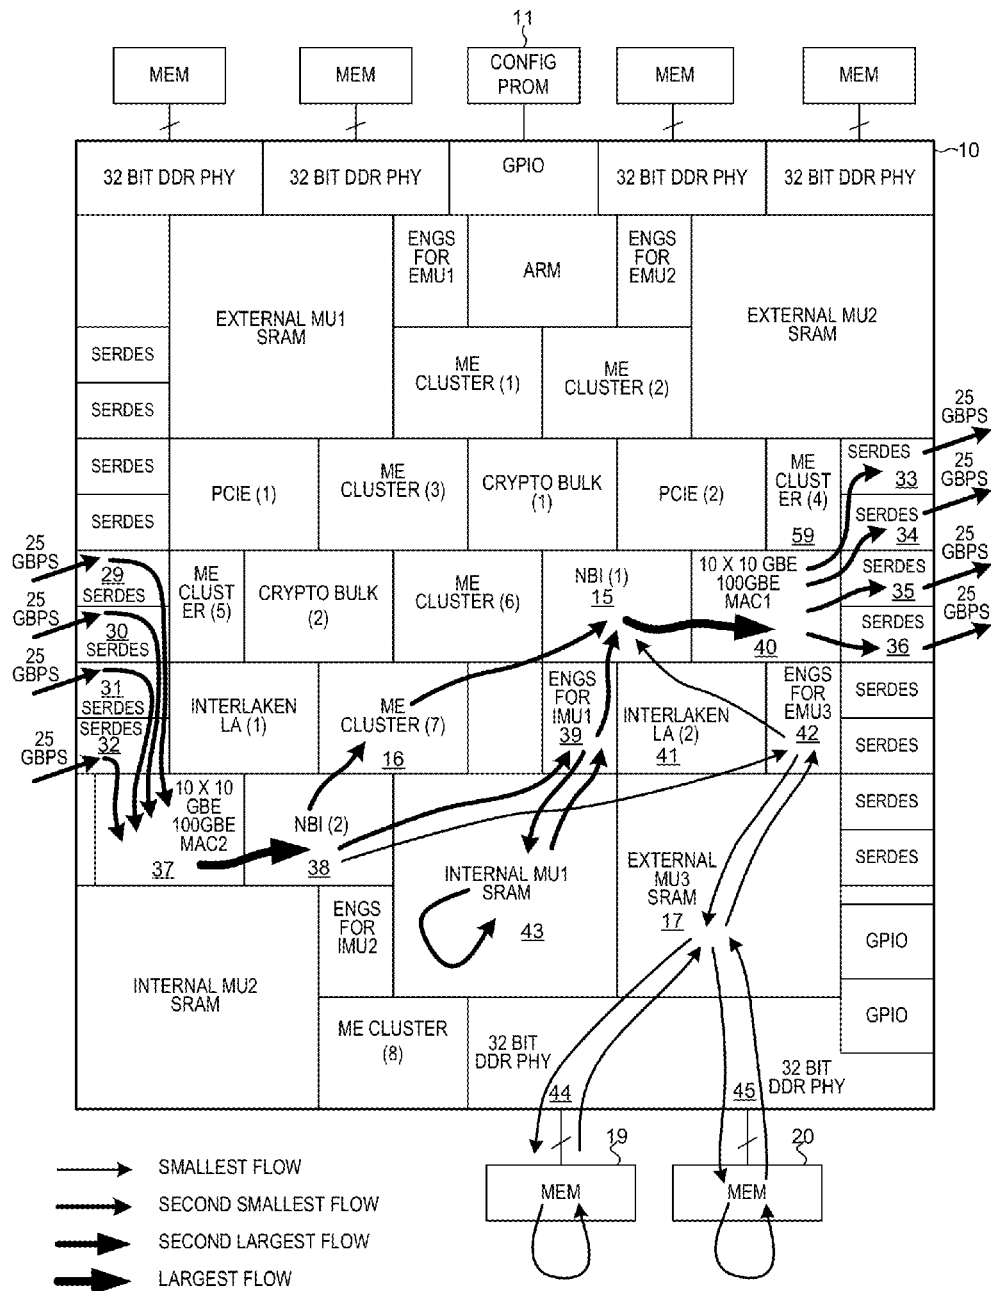 11
MEM
MEM
CONFIG
PROM
MEM
MEM
10
32 BIT DDR PHY
32 BIT DDR PHY
GPIO
32 BIT DDR PHY
32 BIT DDR PHY
EXTERNAL MU1
SRAM
ENGS
FOR
EMU1
ARM
ENGS
FOR
EMU2
EXTERNAL MU2
SRAM
SERDES
SERDES
ME
CLUSTER (1)
ME
CLUSTER (2)
25
GBPS
SERDES
SERDES
PCIE (1)
ME
CLUSTER (3)
CRYPTO BULK
(1)
PCIE (2)
ME
CLUST
ER (4)
59
SERDES
33
25
GBPS
SERDES
34
25
GBPS
25
GBPS
29
SERDES
ME
CLUST
ER (5)
CRYPTO BULK
(2)
ME
CLUSTER (6)
NBI (1)
15
10 X 10 GBE
100GBE
MAC1
40
SERDES
35
25
GBPS
SERDES
36
25
GBPS
30
SERDES
25
GBPS
31
SERDES
SERDES
32
25
GBPS
INTERLAKEN
LA (1)
ME
CLUSTER (7)
16
ENGS
FOR
IMU1
39
INTERLAKEN
LA (2)
41
ENGS
FOR
EMU3
42
SERDES
SERDES
10 X 10
GBE
100GBE
MAC2
37
NBI (2)
38
INTERNAL MU1
SRAM
43
EXTERNAL
MU3
SRAM
17
SERDES
SERDES
INTERNAL MU2
SRAM
ENGS
FOR
IMU2
GPIO
GPIO
ME CLUSTER
(8)
32 BIT
DDR PHY
44
45
32 BIT
DDR PHY
19
MEM
20
MEM
SMALLEST FLOW
SECOND SMALLEST FLOW
SECOND LARGEST FLOW
LARGEST FLOW